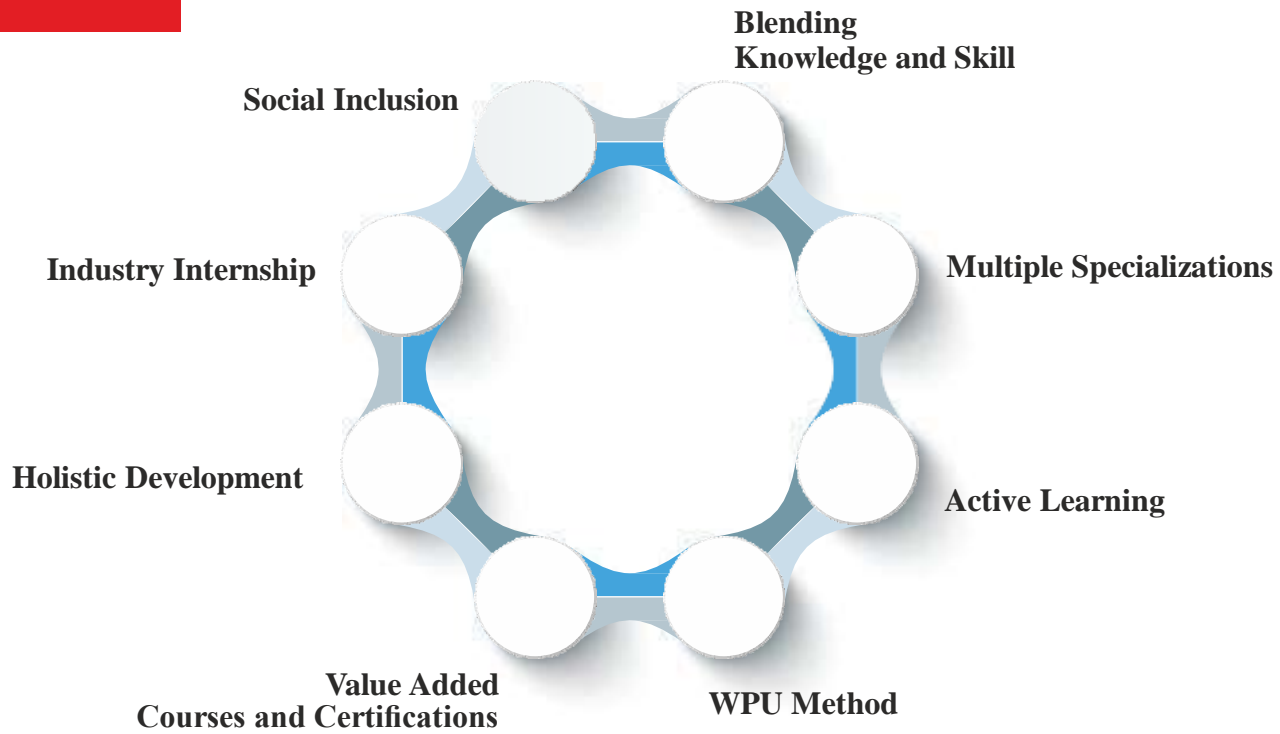 Blending
Knowledge and Skill
Social Inclusion
Industry Internship
Multiple Specializations
Holistic Development
Active Learning
Value Added
Courses and Certifications
WPU Method